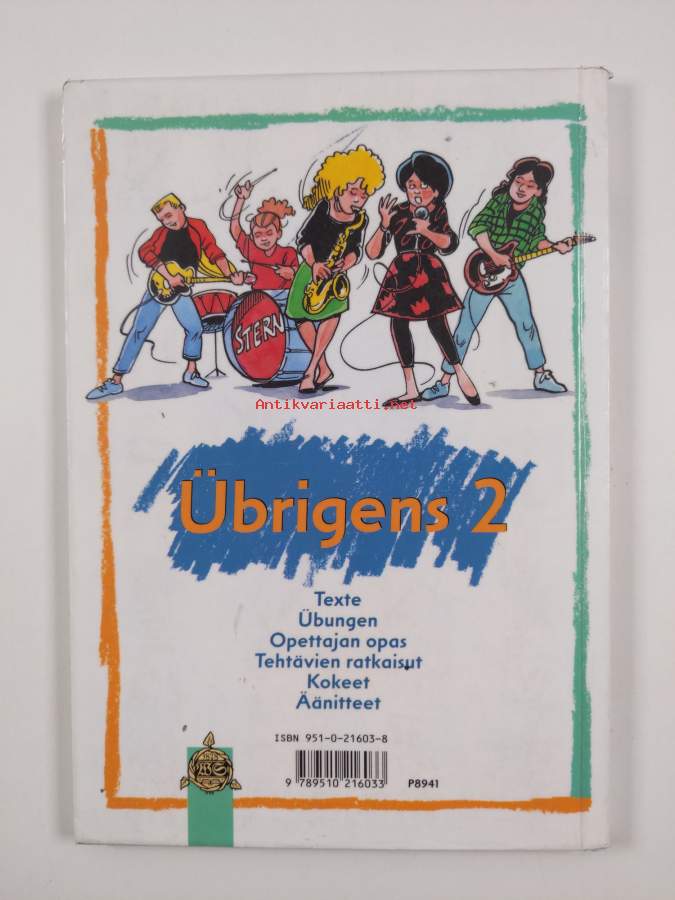 STERN
Antikvariaatti.net
Übrigens 2
Texte
Übungen
Opettajan opas
Tehtävien ratkaisut
Kokeet
Äänitteet
ISBN 951-0-21603-8
9 789510 216033
P8941